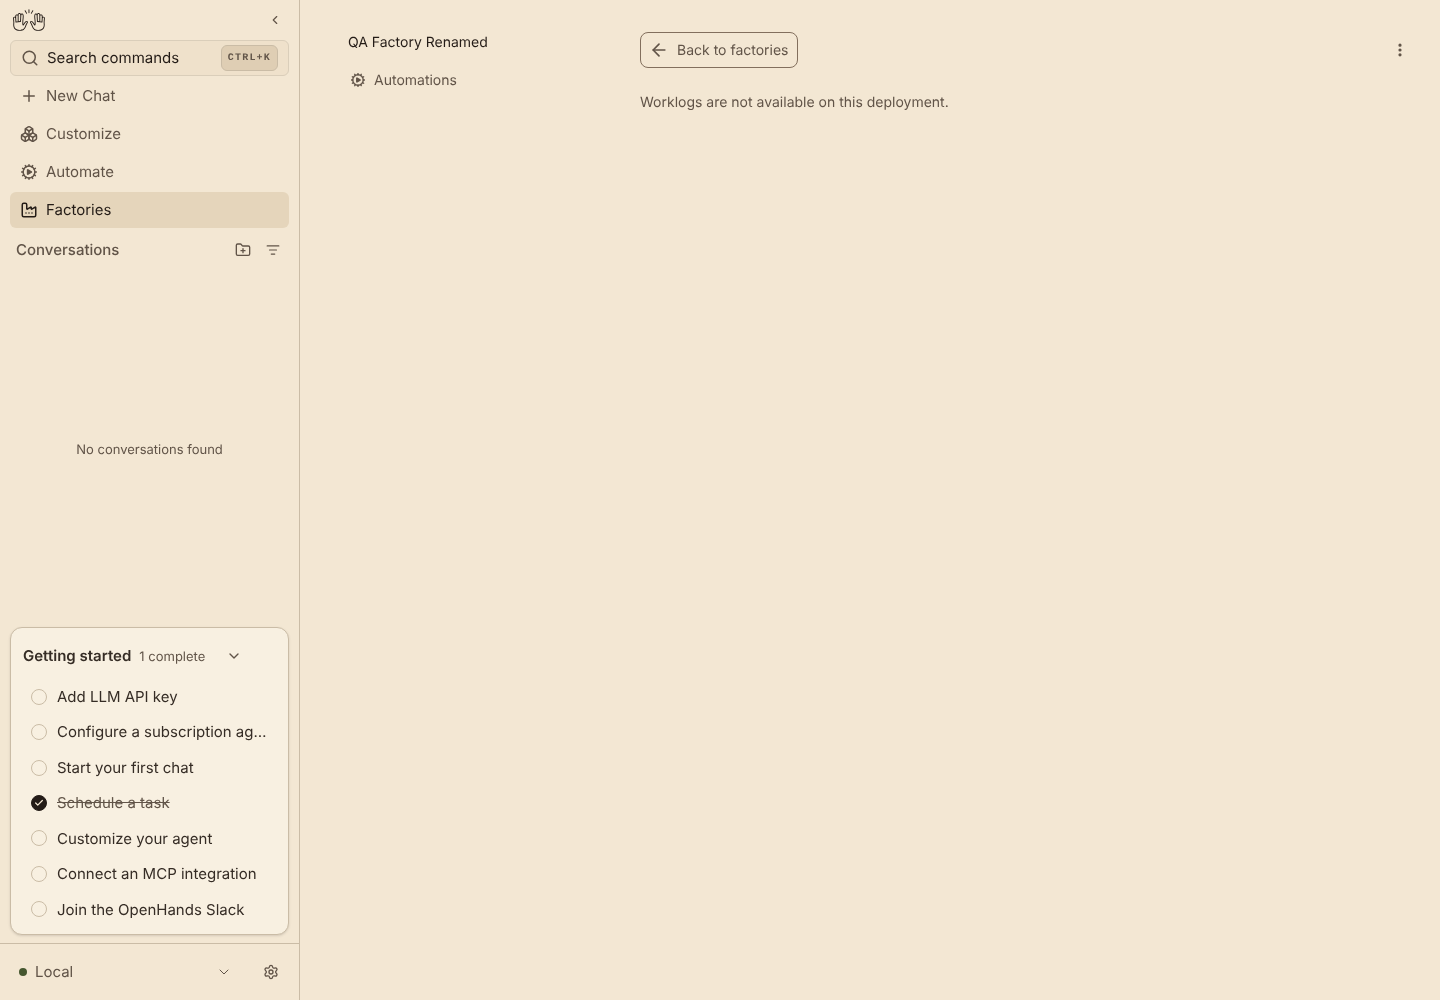 Search commands
CTRL+K
New Chat
Customize
Automate
Factories
Conversations
No conversations found
Getting started 1 complete
Add LLM API key
Configure a subscription ag...
Start your first chat
Schedule a task
Customize your agent
Connect an MCP integration
Join the OpenHands Slack
Local
QA Factory Renamed
Automations
Back to factories
Worklogs are not available on this deployment.